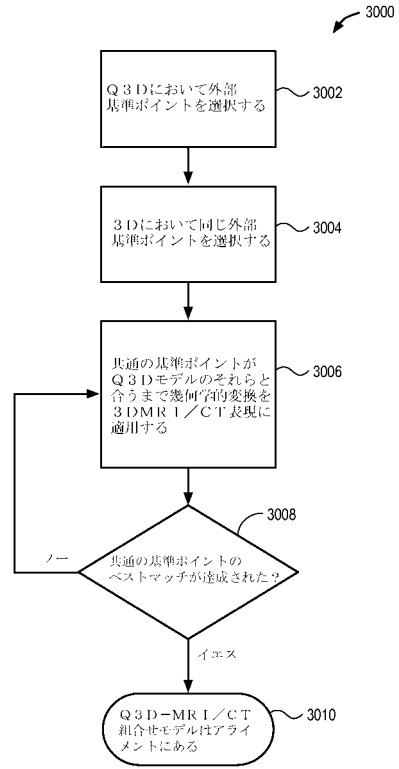 3000
Ｑ３Ｄにおいて外部
基準ポイントを選択する
3002
３Ｄにおいて同じ外部
基準ポイントを選択する
3004
共通の基準ポイントが
Ｑ３Ｄモデルのそれらと
合うまで幾何学的変換を
３ＤＭＲＩ／ＣＴ表現に
適用する
3006
3008
ノー
共通の基準ポイントの
ベストマッチが達成された？
イエス
Ｑ３Ｄ－ＭＲＩ／ＣＴ
組合せモデルはアライ
メントにある
3010